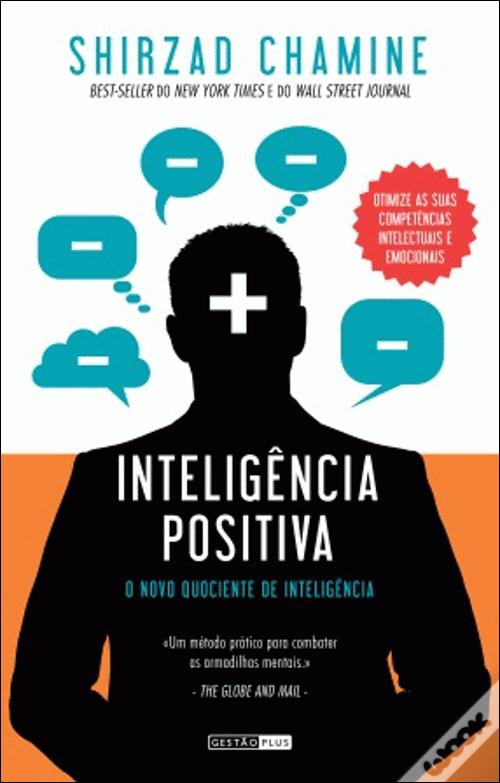 SHIRZAD CHAMINE
BEST-SELLER DO NEW YORK TIMES E DO WALL STREET JOURNAL
OTIMIZE AS SUAS
COMPETÊNCIAS
INTELECTUAIS E
EMOCIONAIS
INTELIGÊNCIA
POSITIVA
O NOVO QUOCIENTE DE INTELIGÊNCIA
«Um método prático para combater
as armadilhas mentais.»
- THE GLOBE AND MAIL -
GESTÃO PLUS
ebook